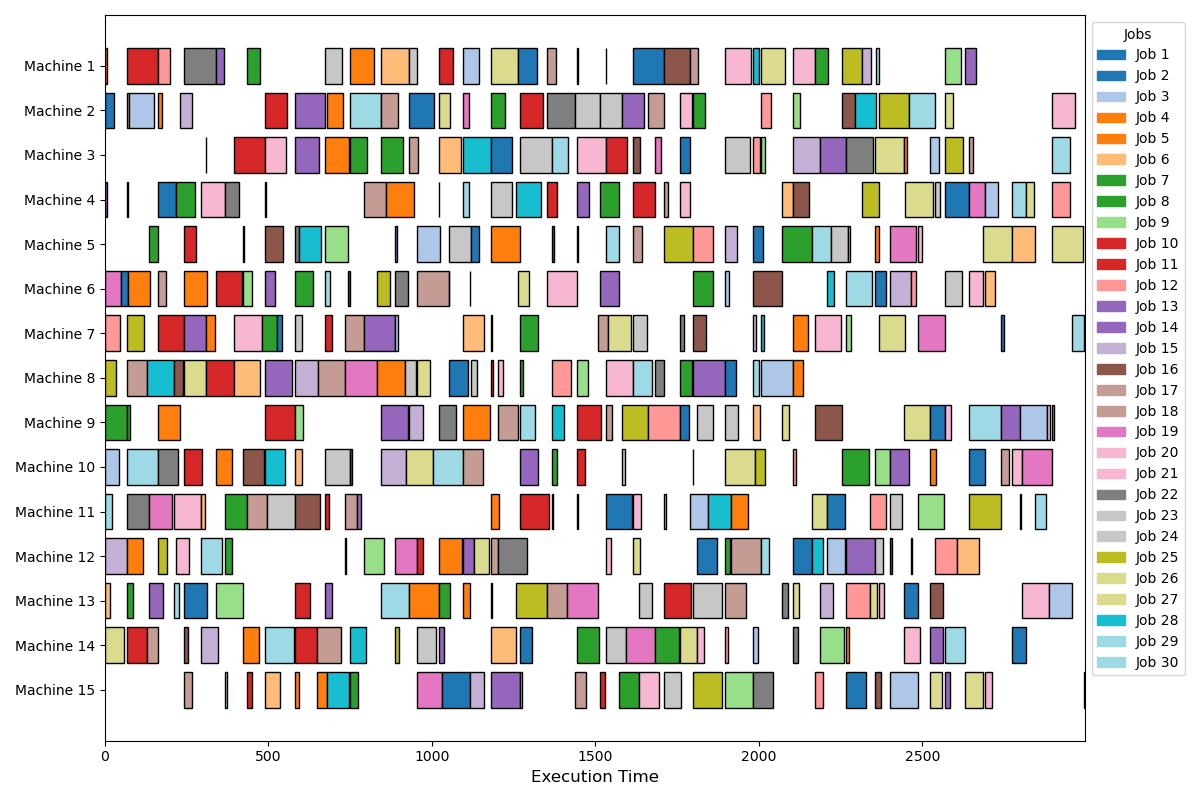 Machine 1
Machine 2
Machine 3
Machine 4
Machine 5
Machine 6
Machine 7
Machine 8
Machine 9
Machine 10
Machine 11
Machine 12
Machine 13
Machine 14
Machine 15
0
500
1000
1500
2000
2500
Execution Time
Jobs
Job 1
Job 2
Job 3
Job 4
Job 5
Job 6
Job 7
Job 8
Job 9
Job 10
Job 11
Job 12
Job 13
Job 14
Job 15
Job 16
Job 17
Job 18
Job 19
Job 20
Job 21
Job 22
Job 23
Job 24
Job 25
Job 26
Job 27
Job 28
Job 29
Job 30